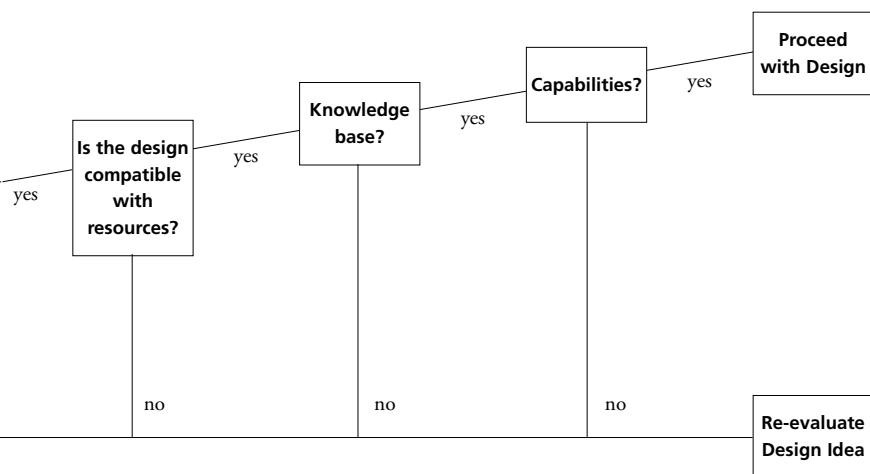 Proceed
with Design
yes
Capabilities?
yes
Knowledge
base?
yes
Is the design
compatible
with
resources?
yes
no
no
no
Re-evaluate
Design Idea